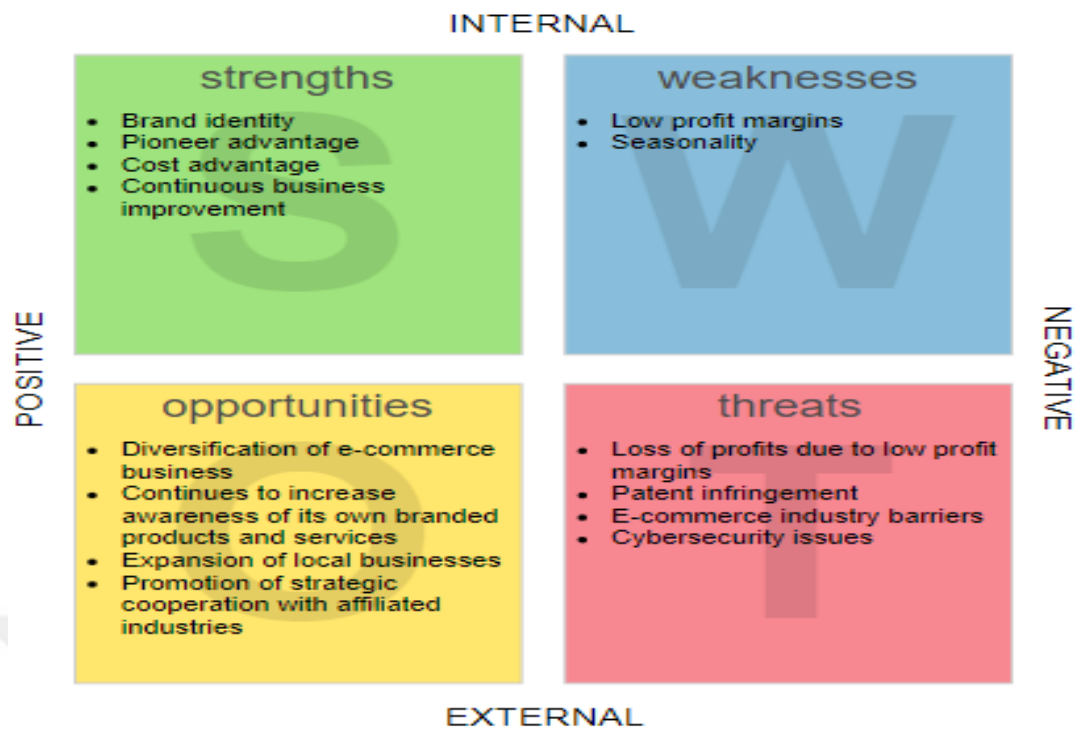 INTERNAL
strengths
• Brand identity
• Pioneer advantage
• Cost advantage
• Continuous business
improvement
S
weaknesses
• Low profit margins
• Seasonality
W
POSITIVE
NEGATIVE
opportunities
• Diversification of e-commerce
business
• Continues to increase
awareness of its own branded
products and services
• Expansion of local businesses
• Promotion of strategic
cooperation with affiliated
industries
O
threats
• Loss of profits due to low profit
margins
• Patent infringement
• E-commerce industry barriers
• Cybersecurity issues
T
EXTERNAL